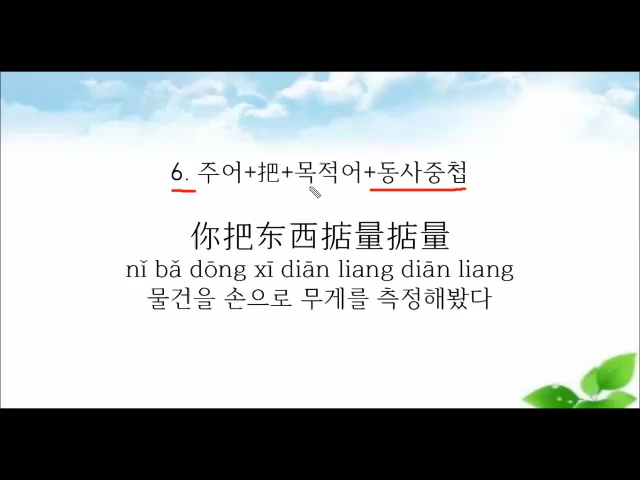 6. 주어+把+목적어+동사중첩
你把东西掂量掂量
nǐ bǎ dōng xī diān liang diān liang
물건을 손으로 무게를 측정해봤다